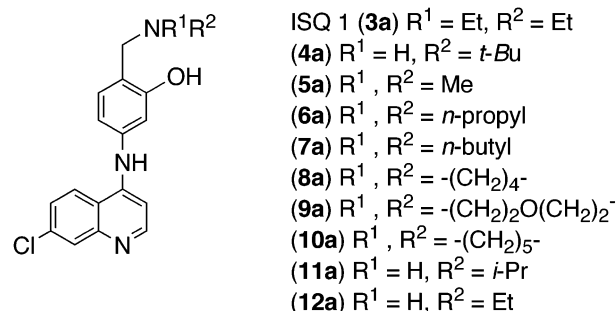 NR¹R²
OH
NH
Cl
N
ISQ 1 (3a) R¹ = Et, R² = Et
(4a) R¹ = H, R² = t-Bu
(5a) R¹ , R² = Me
(6a) R¹ , R² = n-propyl
(7a) R¹ , R² = n-butyl
(8a) R¹ , R² = -(CH₂)₄-
(9a) R¹ , R² = -(CH₂)₂O(CH₂)₂-
(10a) R¹ , R² = -(CH₂)₅-
(11a) R¹ = H, R² = i-Pr
(12a) R¹ = H, R² = Et